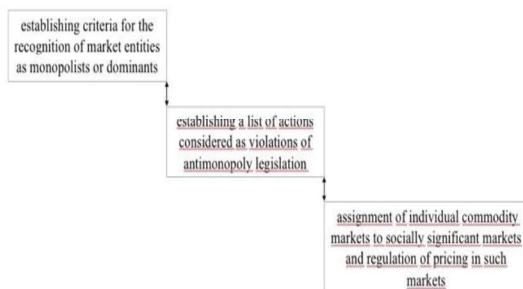 establishing criteria for the
recognition of market entities
as monopolists or dominants
establishing a list of actions
considered as violations of
antimonopoly legislation
assignment of individual commodity
markets to socially significant markets
and regulation of pricing in such
markets